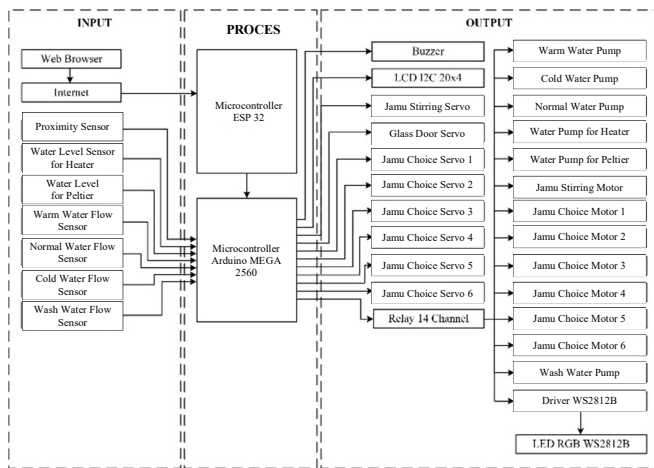 INPUT
Web Browser
Internet
Proximity Sensor
Water Level Sensor
for Heater
Water Level
for Peltier
Warm Water Flow
Sensor
Normal Water Flow
Sensor
Cold Water Flow
Sensor
Wash Water Flow
Sensor
PROCES
Microcontroller
ESP 32
Microcontroller
Arduino MEGA
2560
OUTPUT
Buzzer
LCD I2C 20x4
Jamu Stirring Servo
Glass Door Servo
Jamu Choice Servo 1
Jamu Choice Servo 2
Jamu Choice Servo 3
Jamu Choice Servo 4
Jamu Choice Servo 5
Jamu Choice Servo 6
Relay 14 Channel
Warm Water Pump
Cold Water Pump
Normal Water Pump
Water Pump for Heater
Water Pump for Peltier
Jamu Stirring Motor
Jamu Choice Motor 1
Jamu Choice Motor 2
Jamu Choice Motor 3
Jamu Choice Motor 4
Jamu Choice Motor 5
Jamu Choice Motor 6
Wash Water Pump
Driver WS2812B
LED RGB WS2812B